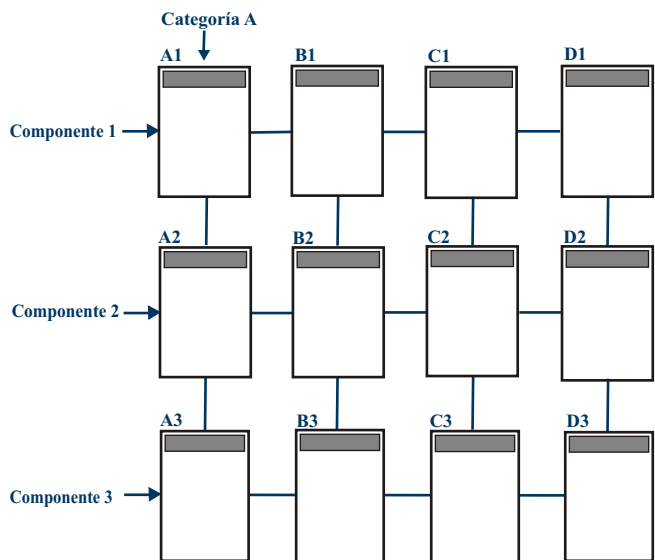 Categoría A
A1 B1 C1 D1
Componente 1
A2 B2 C2 D2
Componente 2
A3 B3 C3 D3
Componente 3